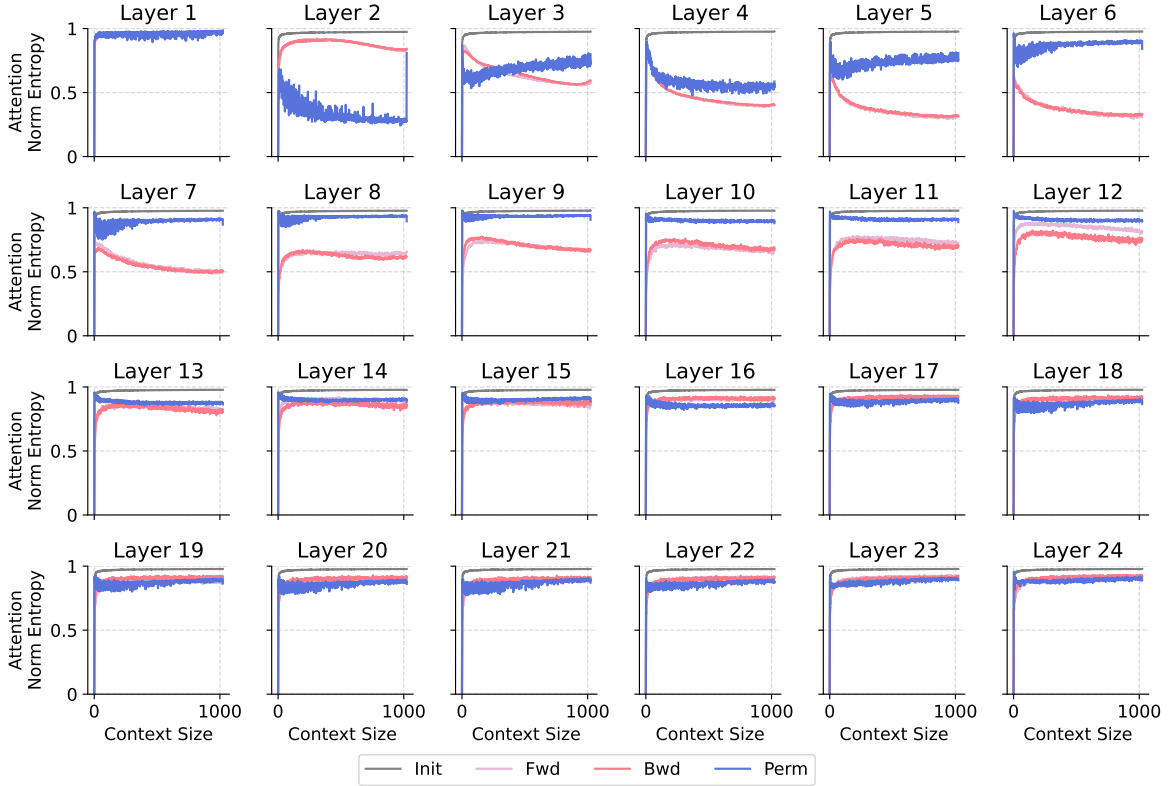 Layer 1 Layer 2 Layer 3 Layer 4 Layer 5 Layer 6
Attention
Norm Entropy
1
0.5
0
Layer 7 Layer 8 Layer 9 Layer 10 Layer 11 Layer 12
Attention
Norm Entropy
1
0.5
0
Layer 13 Layer 14 Layer 15 Layer 16 Layer 17 Layer 18
Attention
Norm Entropy
1
0.5
0
Layer 19 Layer 20 Layer 21 Layer 22 Layer 23 Layer 24
Attention
Norm Entropy
1
0.5
0
0 1000 0 1000 0 1000 0 1000 0 1000 0 1000
Context Size Context Size Context Size Context Size Context Size Context Size
Init Fwd Bwd Perm